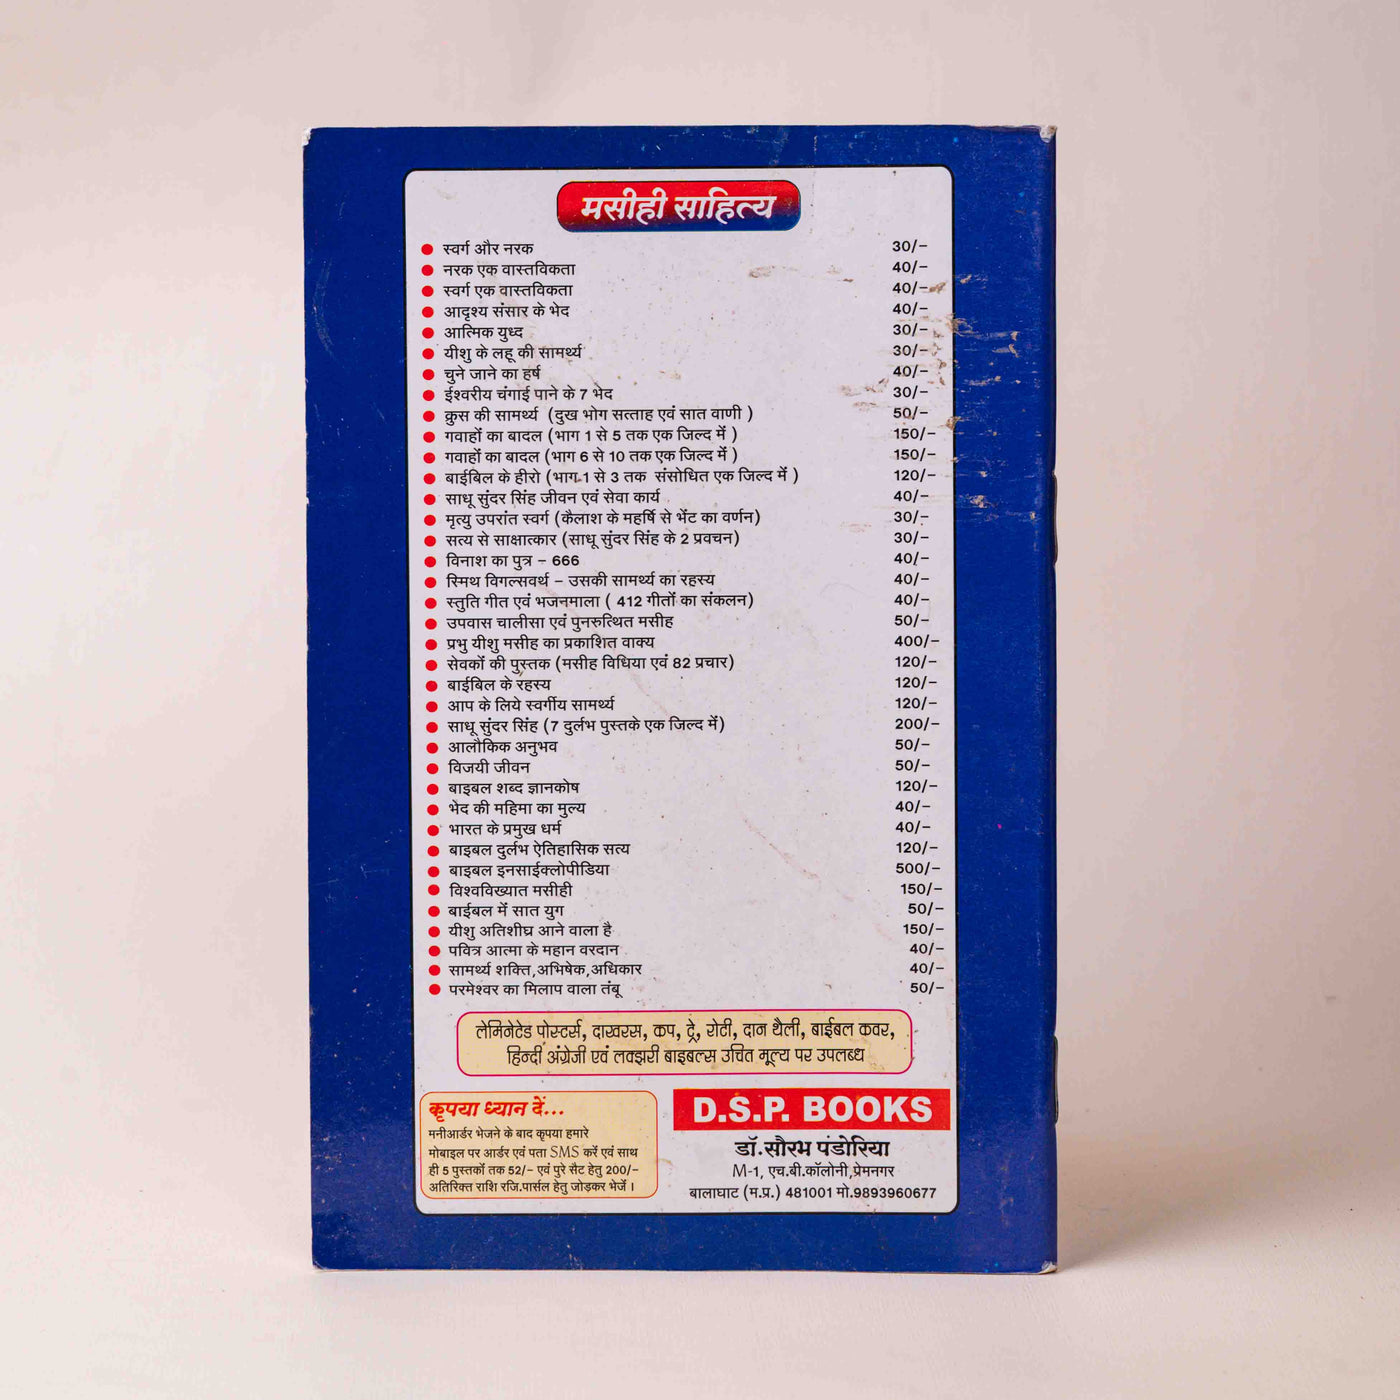 मसीही साहित्य
स्वर्ग और नरक 30/-
नरक एक वास्तविकता 40/-
स्वर्ग एक वास्तविकता 40/-
आदृश्य संसार के भेद 40/-
आत्मिक युध्द 30/-
यीशु के लहू की सामर्थ्य 30/-
चुने जाने का हर्ष 40/-
ईश्वरीय चंगाई पाने के 7 भेद 30/-
क्रुस की सामर्थ्य (दुख भोग सत्ताह एवं सात वाणी ) 50/-
गवाहों का बादल (भाग 1 से 5 तक एक जिल्द में ) 150/-
गवाहों का बादल (भाग 6 से 10 तक एक जिल्द में ) 150/-
बाईबिल के हीरो (भाग 1 से 3 तक संसोधित एक जिल्द में ) 120/-
साधू सुंदर सिंह जीवन एवं सेवा कार्य 40/-
मृत्यु उपरांत स्वर्ग (कैलाश के महर्षि से भेंट का वर्णन) 30/-
सत्य से साक्षात्कार (साधू सुंदर सिंह के 2 प्रवचन) 30/-
विनाश का पुत्र - 666 40/-
स्मिथ विगल्सवर्थ - उसकी सामर्थ्य का रहस्य 40/-
स्तुति गीत एवं भजनमाला ( 412 गीतों का संकलन) 40/-
उपवास चालीसा एवं पुनरुत्थित मसीह 50/-
प्रभु यीशु मसीह का प्रकाशित वाक्य 400/-
सेवकों की पुस्तक (मसीह विधिया एवं 82 प्रचार) 120/-
बाईबिल के रहस्य 120/-
आप के लिये स्वर्गीय सामर्थ्य 120/-
साधू सुंदर सिंह (7 दुर्लभ पुस्तके एक जिल्द में) 200/-
आलौकिक अनुभव 50/-
विजयी जीवन 50/-
बाइबल शब्द ज्ञानकोष 120/-
भेद की महिमा का मुल्य 40/-
भारत के प्रमुख धर्म 40/-
बाइबल दुर्लभ ऐतिहासिक सत्य 120/-
बाइबल इनसाईक्लोपीडिया 500/-
विश्वविख्यात मसीही 150/-
बाईबल में सात युग 50/-
यीशु अतिशीघ्र आने वाला है 150/-
पवित्र आत्मा के महान वरदान 40/-
सामर्थ्य शक्ति,अभिषेक,अधिकार 40/-
परमेश्वर का मिलाप वाला तंबू 50/-
लेमिनेटेड पोस्टर्स, दाखरस, कप, ट्रे, रोटी, दान थैली, बाईबल कवर,
हिन्दी अंग्रेजी एवं लक्झरी बाइबल्स उचित मूल्य पर उपलब्ध
कृपया ध्यान दें...
मनीआर्डर भेजने के बाद कृपया हमारे
मोबाइल पर आर्डर एवं पता SMS करें एवं साथ
ही 5 पुस्तकों तक 52/- एवं पुरे सैट हेतु 200/-
अतिरिक्त राशि रजि.पार्सल हेतु जोड़कर भेजें ।
D.S.P. BOOKS
डॉ.सौरभ पंडोरिया
M-1, एच.बी.कॉलोनी,प्रेमनगर
बालाघाट (म.प्र.) 481001 मो.9893960677